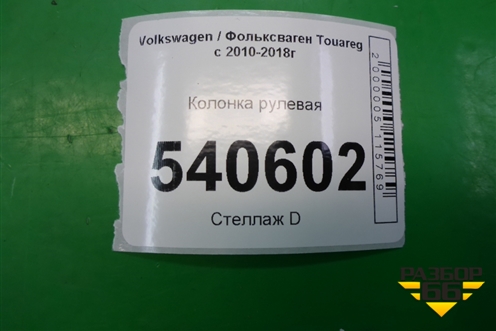 Volkswagen / Фольксваген Touareg
с 2010-2018г
Колонка рулевая
540602
Стеллаж D
2000005115769
РАЗБОР
66